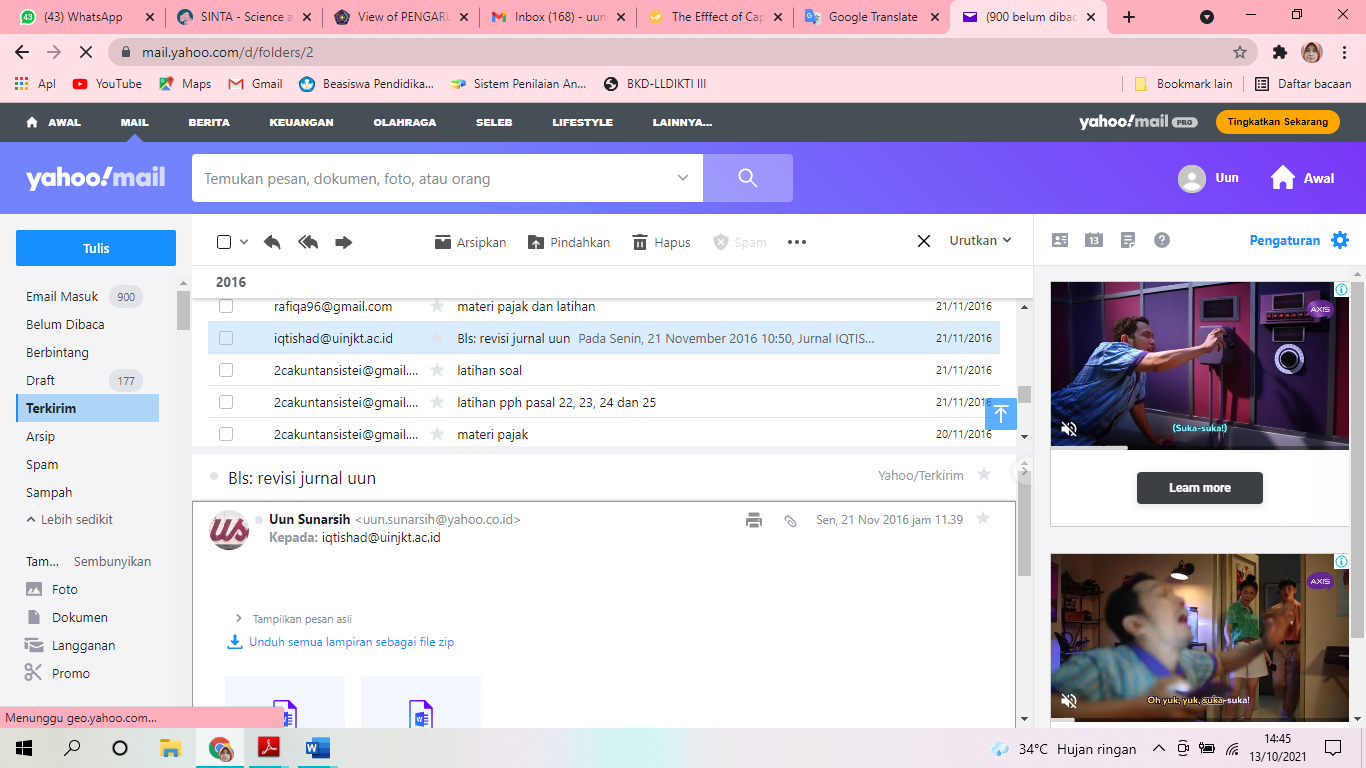 (43) WhatsApp
SINTA - Science a
View of PENGARU
Inbox (168) - uun
The Efffect of Cap
Google Translate
(900 belum dibac
mail.yahoo.com/d/folders/2
Apl
YouTube
Maps
Gmail
Beasiswa Pendidika...
Sistem Penilaian An...
BKD-LLDIKTI III
Bookmark lain
Daftar bacaan
AWAL
MAIL
BERITA
KEUANGAN
OLAHRAGA
SELEB
LIFESTYLE
LAINNYA...
yahoo!mail PRO
Tingkatkan Sekarang
yahoo!mail
Temukan pesan, dokumen, foto, atau orang
Uun
Awal
Tulis
Arsipkan
Pindahkan
Hapus
Spam
Urutkan
13
Pengaturan
Email Masuk 900
Belum Dibaca
Berbintang
Draft 177
Terkirim
Arsip
Spam
Sampah
Lebih sedikit
Tam... Sembunyikan
Foto
Dokumen
Langganan
Promo
2016
rafiqa96@gmail.com materi pajak dan latihan 21/11/2016
iqtishad@uinjkt.ac.id Bls: revisi jurnal uun Pada Senin, 21 November 2016 10:50, Jurnal IQTIS... 21/11/2016
2cakuntansistei@gmail.... latihan soal 21/11/2016
2cakuntansistei@gmail.... latihan pph pasal 22, 23, 24 dan 25 21/11/2016
2cakuntansistei@gmail.... materi pajak 20/11/2016
Bls: revisi jurnal uun Yahoo/Terkirim
us
Uun Sunarsih <uun.sunarsih@yahoo.co.id> Sen, 21 Nov 2016 jam 11.39
Kepada: iqtishad@uinjkt.ac.id
Tampilkan pesan asli
Unduh semua lampiran sebagai file zip
AXIS
(Suka-suka!)
Learn more
AXIS
Oh yuk, yuk, suka-suka!
Menunggu geo.yahoo.com...
34°C Hujan ringan
14:45
13/10/2021